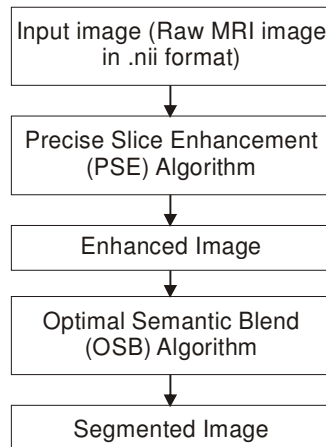 Input image (Raw MRI image
in .nii format)
Precise Slice Enhancement
(PSE) Algorithm
Enhanced Image
Optimal Semantic Blend
(OSB) Algorithm
Segmented Image